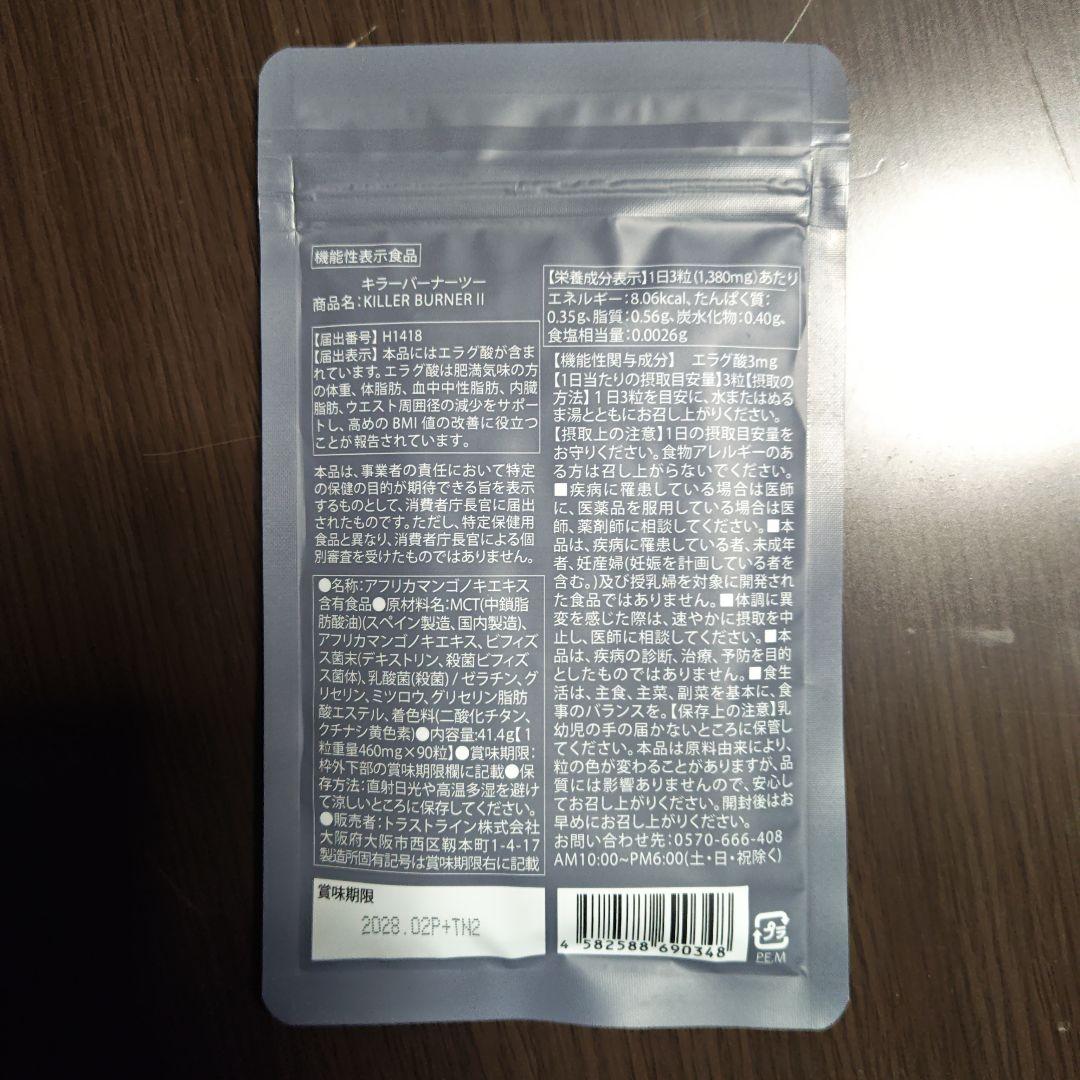 機能性表示食品
キラーバーナーツー
商品名：KILLER BURNER II
【届出番号】H1418
【届出表示】本品にはエラグ酸が含ま
れています。エラグ酸は肥満気味の方
の体重、体脂肪、血中中性脂肪、内臓
脂肪、ウエスト周囲径の減少をサポー
トし、高めのBMI値の改善に役立つ
ことが報告されています。
本品は、事業者の責任において特定
の保健の目的が期待できる旨を表示
するものとして、消費者庁長官に届出
されたものです。ただし、特定保健用
食品と異なり、消費者庁長官による個
別審査を受けたものではありません。
●名称：アフリカマンゴノキエキス
含有食品●原材料名：MCT(中鎖脂
肪酸油)(スペイン製造、国内製造)、
アフリカマンゴノキエキス、ビフィズ
ス菌末(デキストリン、殺菌ビフィズ
ス菌体)、乳酸菌(殺菌) / ゼラチン、グ
リセリン、ミツロウ、グリセリン脂肪
酸エステル、着色料(二酸化チタン、
クチナシ黄色素)●内容量：41.4g【1
粒重量460mg×90粒】●賞味期限：
枠外下部の賞味期限欄に記載●保
存方法：直射日光や高温多湿を避け
て涼しいところに保存してください。
●販売者：トラストライン株式会社
大阪府大阪市西区靱本町1-4-17
製造所固有記号は賞味期限右に記載
賞味期限
2028.02P+TN2
【栄養成分表示】1日3粒(1,380mg)あたり
エネルギー：8.06kcal、たんぱく質：
0.35g、脂質：0.56g、炭水化物：0.40g、
食塩相当量：0.0026g
【機能性関与成分】 エラグ酸3mg
【1日当たりの摂取目安量】3粒【摂取の
方法】1日3粒を目安に、水またはぬる
ま湯とともにお召し上がりください。
【摂取上の注意】1日の摂取目安量を
お守りください。食物アレルギーのあ
る方は召し上がらないでください。
■疾病に罹患している場合は医師
に、医薬品を服用している場合は医
師、薬剤師に相談してください。■本
品は、疾病に罹患している者、未成年
者、妊産婦(妊娠を計画している者を
含む。)及び授乳婦を対象に開発され
た食品ではありません。■体調に異
変を感じた際は、速やかに摂取を中
止し、医師に相談してください。■本
品は、疾病の診断、治療、予防を目的
としたものではありません。■食生
活は、主食、主菜、副菜を基本に、食
事のバランスを。【保存上の注意】乳
幼児の手の届かないところに保管し
てください。本品は原料由来により、
粒の色が変わることがありますが、品
質には影響ありませんので、安心し
てお召し上がりください。開封後はお
早めにお召し上がりください。
お問い合わせ先：0570-666-408
AM10:00~PM6:00(土・日・祝除く)
4 582588 690348
プラ
PE,M